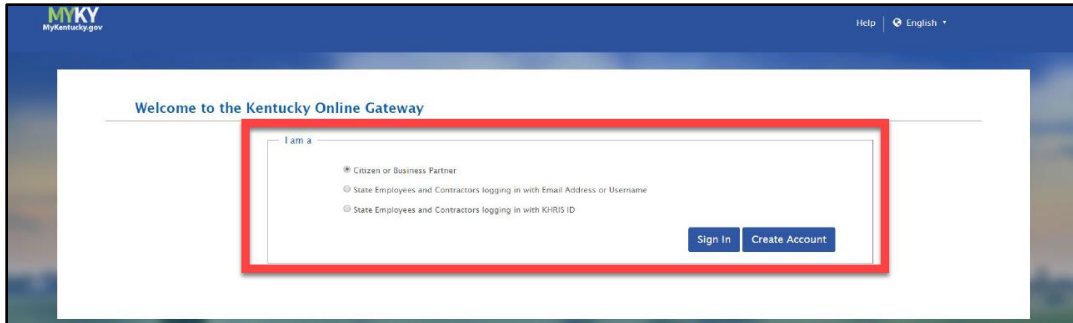 MYKY
MyKentucky.gov
Help
English
Welcome to the Kentucky Online Gateway
I am a
Citizen or Business Partner
State Employees and Contractors logging in with Email Address or Username
State Employees and Contractors logging in with KHRIS ID
Sign In
Create Account